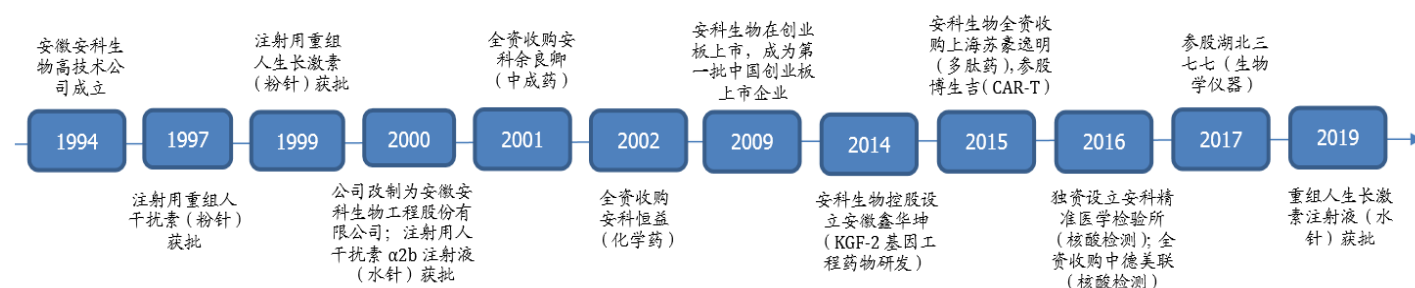 安徽安科生
物高技术公
司成立
1994
1997
注射用重组人
干扰素（粉针）
获批
注射用重组
人生长激素
（粉针）获批
1999
2000
公司改制为安徽安
科生物工程股份有
限公司；注射用人
干扰素 α2b 注射液
（水针）获批
全资收购安
科余良卿
（中成药）
2001
2002
全资收购
安科恒益
（化学药）
安科生物在创业
板上市，成为第
一批中国创业板
上市企业
2009
2014
安科生物控股设
立安徽鑫华坤
（KGF-2 基因工
程药物研发）
安科生物全资收
购上海苏豪逸明
（多肽药）,参股
博生吉（CAR-T）
2015
2016
独资设立安科精
准医学检验所
（核酸检测）；全
资收购中德美联
（核酸检测）
参股湖北三
七七（生物
学仪器）
2017
2019
重组人生长激
素注射液（水
针）获批